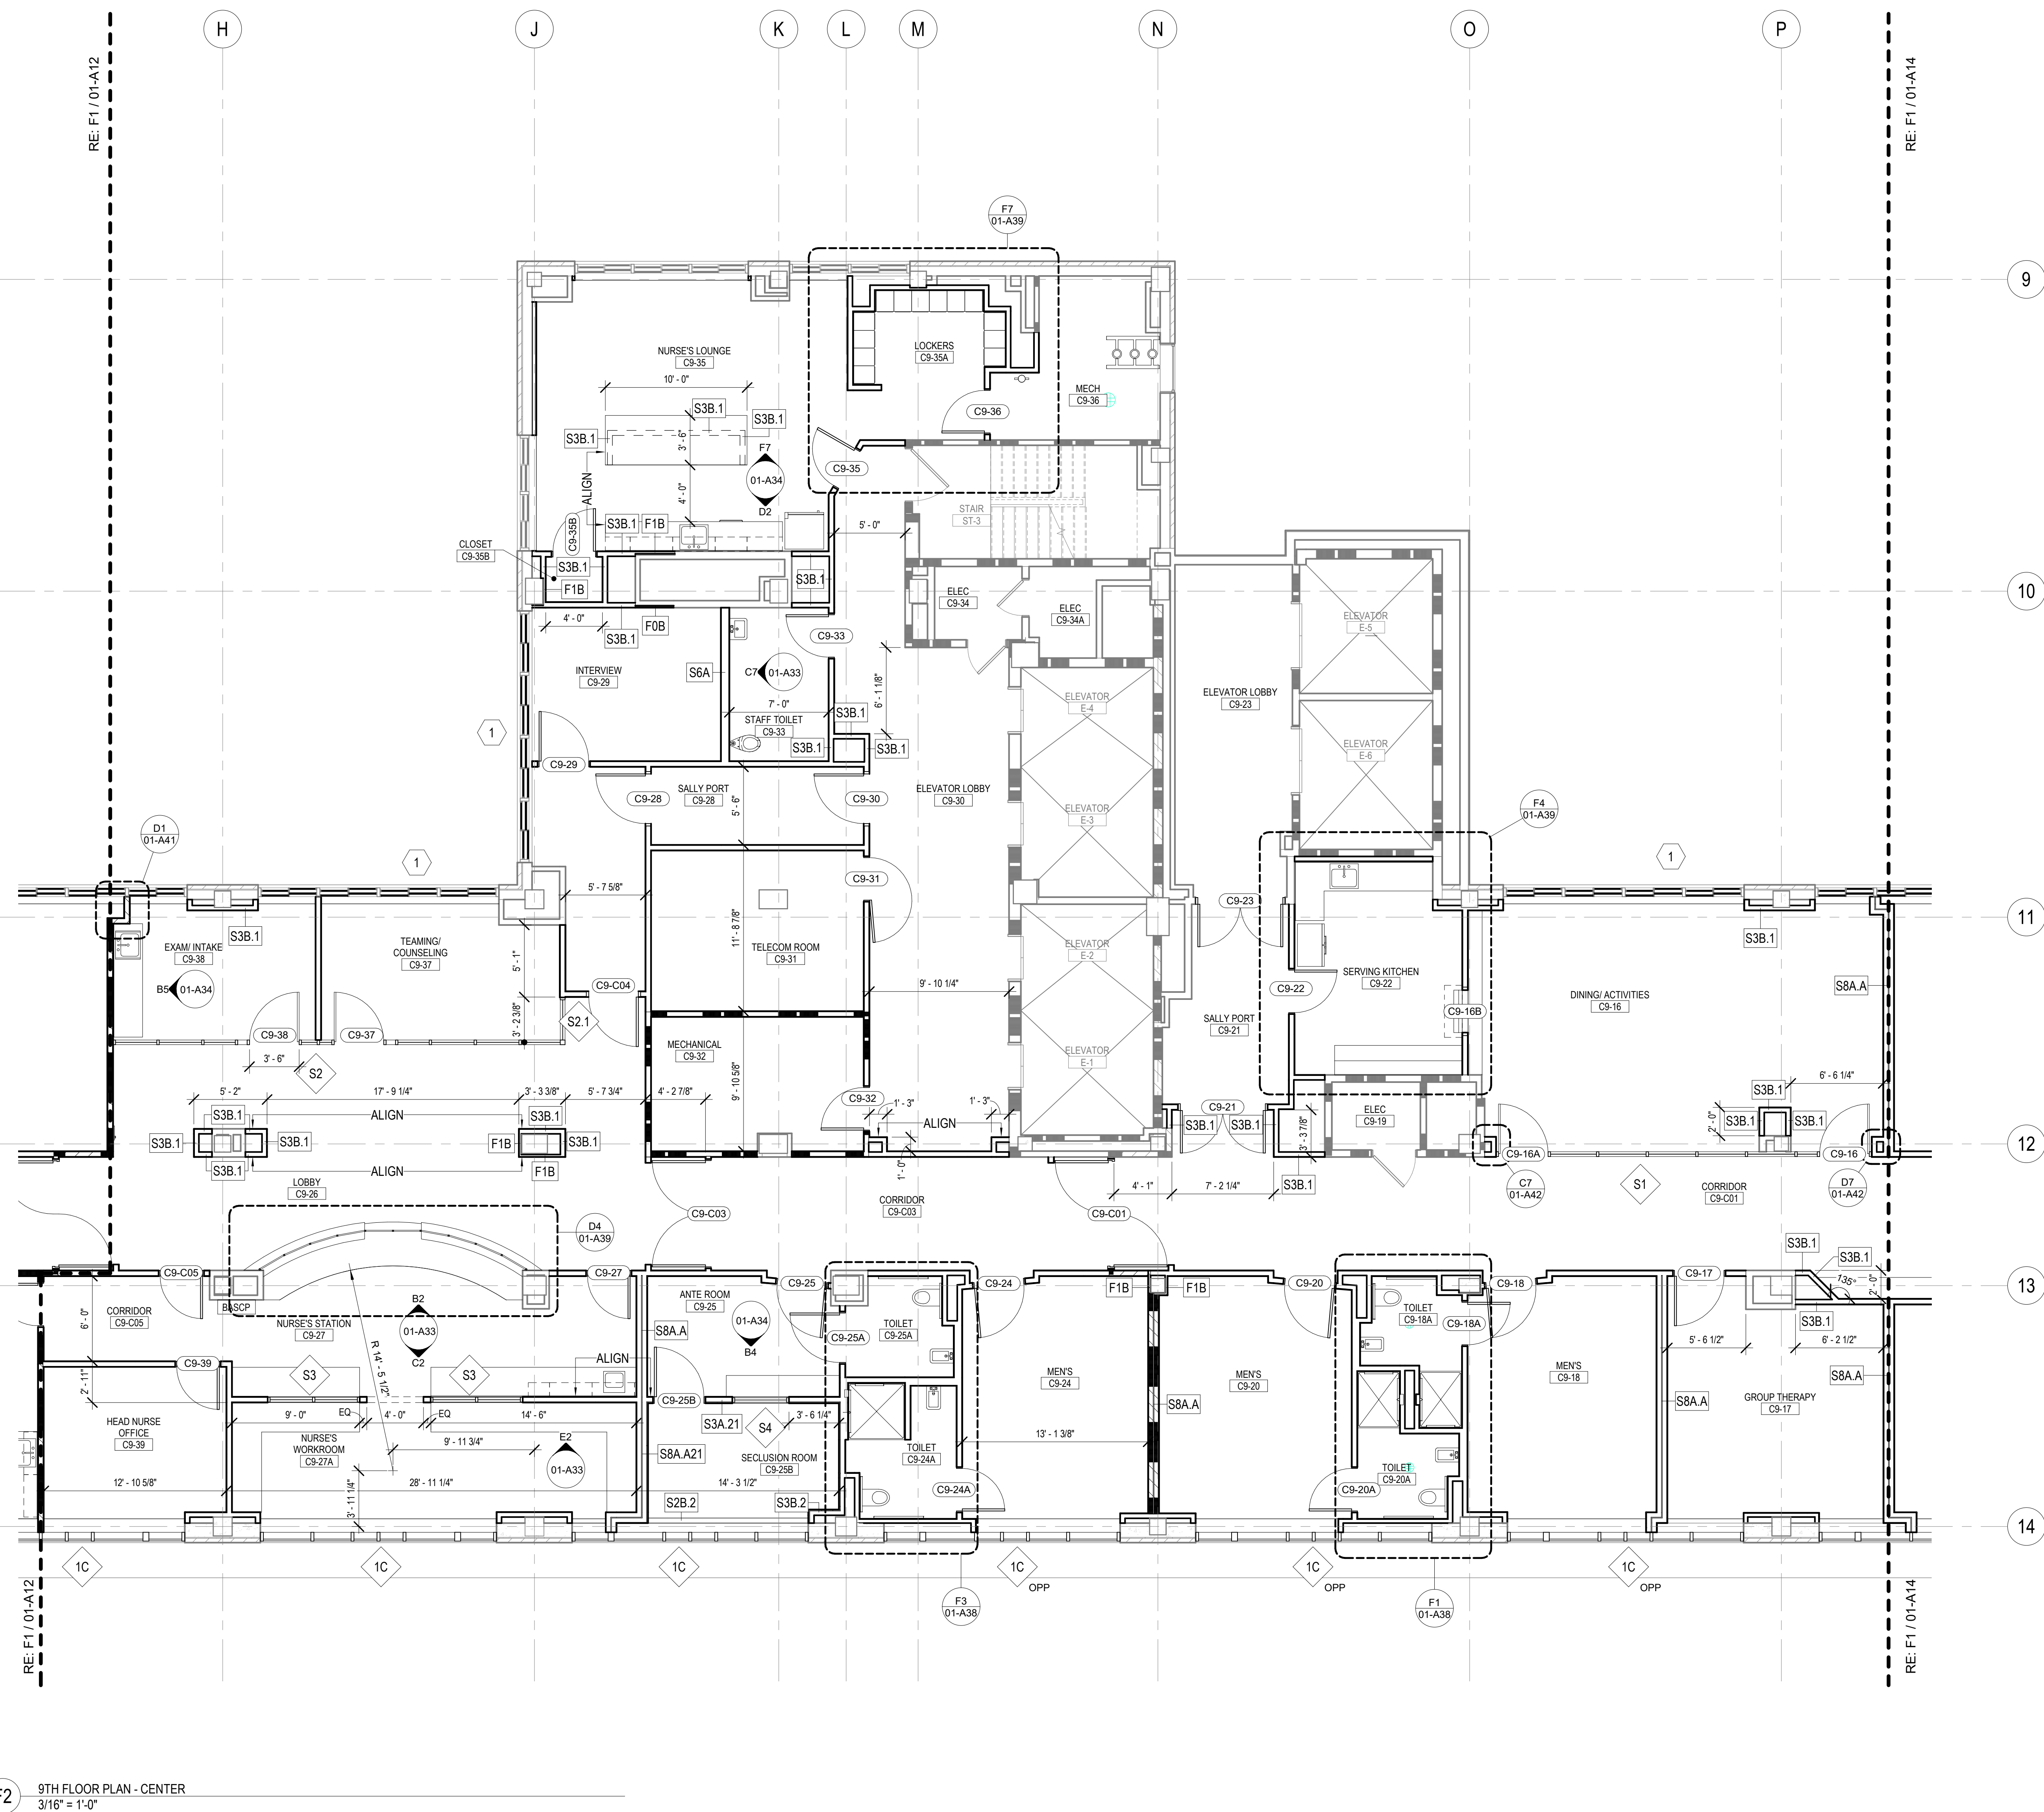 H
J
K
L
M
N
O
P
RE: F1 / 01-A12
RE: F1 / 01-A14
F7
01-A39
9
NURSE'S LOUNGE
C9-35
10' - 0"
S3B.1
S3B.1
S3B.1
3' - 6"
ALIGN
4' - 0"
F7
01-A34
D2
LOCKERS
C9-35A
C9-36
MECH
C9-36
C9-35
STAIR
ST-3
5' - 0"
CLOSET
C9-35B
C9-35B
S3B.1
F1B
S3B.1
F1B
S3B.1
10
4' - 0"
S3B.1
F0B
C9-33
ELEC
C9-34
ELEC
C9-34A
ELEVATOR
E-5
INTERVIEW
C9-29
S6A
C7
01-A33
7' - 0"
STAFF TOILET
C9-33
S3B.1
S3B.1
S3B.1
6' - 1 1/8"
ELEVATOR
E-4
ELEVATOR LOBBY
C9-23
ELEVATOR
E-6
1
C9-29
SALLY PORT
C9-28
C9-28
5' - 6"
C9-30
ELEVATOR LOBBY
C9-30
ELEVATOR
E-3
F4
01-A39
D1
01-A41
1
1
5' - 7 5/8"
C9-31
C9-23
11
EXAM/ INTAKE
C9-38
S3B.1
TEAMING/
COUNSELING
C9-37
5' - 1"
11' - 8 7/8"
TELECOM ROOM
C9-31
ELEVATOR
E-2
S3B.1
B5
01-A34
C9-C04
9' - 10 1/4"
C9-22
SERVING KITCHEN
C9-22
C9-16B
DINING/ ACTIVITIES
C9-16
S8A.A
C9-38
C9-37
3' - 2 3/8"
S2.1
MECHANICAL
C9-32
SALLY PORT
C9-21
3' - 6"
S2
ELEVATOR
E-1
5' - 2"
17' - 9 1/4"
3' - 3 3/8"
5' - 7 3/4"
4' - 2 7/8"
9' - 10 5/8"
C9-32
1' - 3"
1' - 3"
ALIGN
1' - 0"
C9-21
S3B.1
S3B.1
3' - 3 7/8"
S3B.1
ELEC
C9-19
6' - 6 1/4"
S3B.1
S3B.1
S3B.1
2' - 0"
S3B.1
ALIGN
S3B.1
S3B.1
S3B.1
F1B
S3B.1
S3B.1
ALIGN
F1B
12
C9-16A
C9-16
LOBBY
C9-26
CORRIDOR
C9-C03
4' - 1"
7' - 2 1/4"
C7
01-A42
S1
CORRIDOR
C9-C01
D7
01-A42
C9-C03
C9-C01
D4
01-A39
S3B.1
S3B.1
C9-C05
C9-27
C9-25
C9-24
F1B
F1B
C9-20
C9-18
C9-17
135°
2' - 0"
13
CORRIDOR
C9-C05
6' - 0"
BASCP
NURSE'S STATION
C9-27
B2
01-A33
C2
ANTE ROOM
C9-25
S8A.A
01-A34
B4
C9-25A
TOILET
C9-25A
TOILET
C9-18A
C9-18A
S3B.1
R 14' - 5 1/2"
ALIGN
5' - 6 1/2"
6' - 2 1/2"
C9-39
2' - 11"
S3
S3
C9-25B
MEN'S
C9-24
MEN'S
C9-20
MEN'S
C9-18
S8A.A
S8A.A
S8A.A
GROUP THERAPY
C9-17
HEAD NURSE
OFFICE
C9-39
9' - 0"
EQ
4' - 0"
EQ
14' - 6"
S3A.21
S4
3' - 6 1/4"
NURSE'S
WORKROOM
C9-27A
9' - 11 3/4"
E2
01-A33
S8A.A21
SECLUSION ROOM
C9-25B
TOILET
C9-24A
13' - 1 3/8"
TOILET
C9-20A
12' - 10 5/8"
28' - 11 1/4"
14' - 3 1/2"
C9-24A
C9-20A
3' - 11 1/4"
S2B.2
S3B.2
14
1C
1C
1C
1C
OPP
1C
OPP
1C
OPP
RE: F1 / 01-A12
F3
01-A38
F1
01-A38
RE: F1 / 01-A14
F2
9TH FLOOR PLAN - CENTER
3/16" = 1'-0"